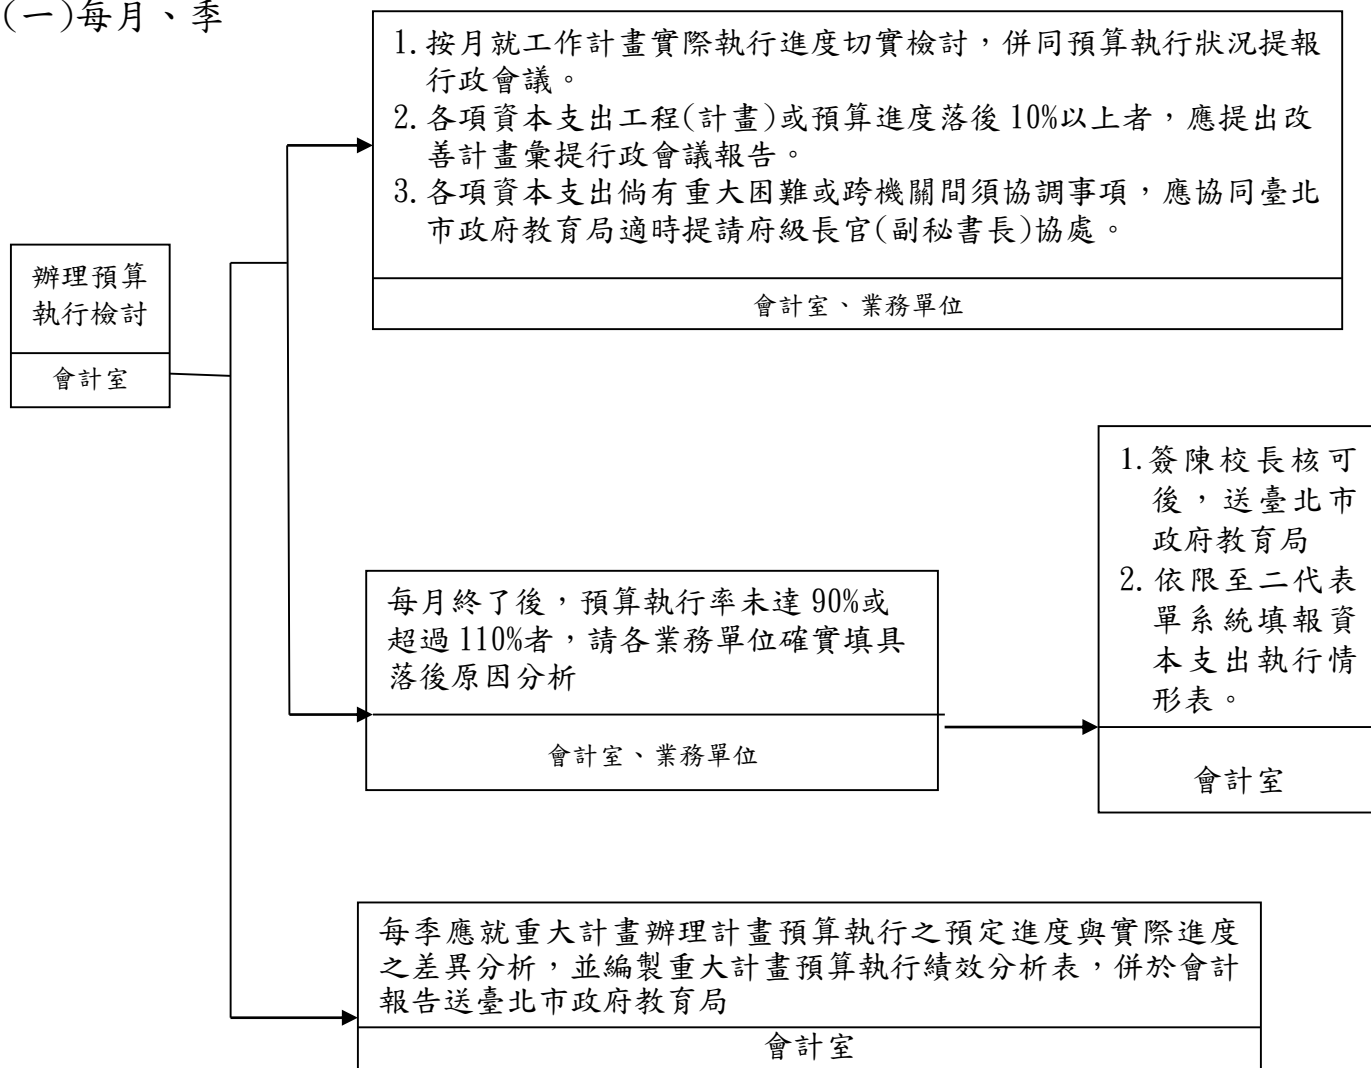 (一)每月、季
1.按月就工作計畫實際執行進度切實檢討，併同預算執行狀況提報
行政會議。
2.各項資本支出工程(計畫)或預算進度落後10%以上者，應提出改
善計畫彙提行政會議報告。
3.各項資本支出倘有重大困難或跨機關間須協調事項，應協同臺北
市政府教育局適時提請府級長官(副秘書長)協處。
會計室、業務單位
辦理預算
執行檢討
會計室
每月終了後，預算執行率未達90%或
超過110%者，請各業務單位確實填具
落後原因分析
會計室、業務單位
1.簽陳校長核可
後，送臺北市
政府教育局
2.依限至二代表
單系統填報資
本支出執行情
形表。
會計室
每季應就重大計畫辦理計畫預算執行之預定進度與實際進度
之差異分析，並編製重大計畫預算執行績效分析表，併於會計
報告送臺北市政府教育局
會計室